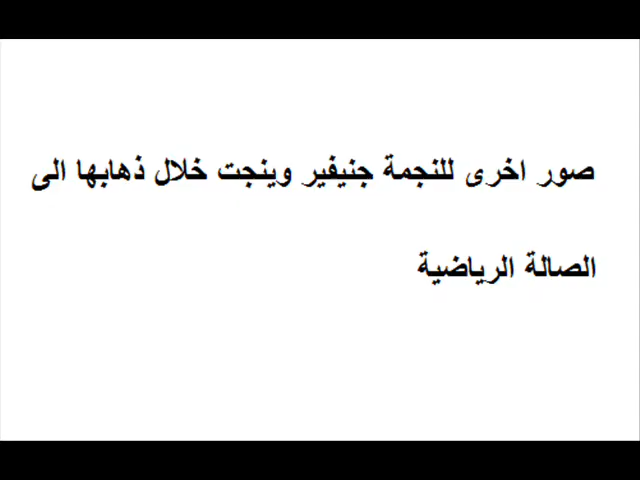 صور اخرى للنجمة جنيفير وينجت خلال ذهابها الى
الصالة الرياضية